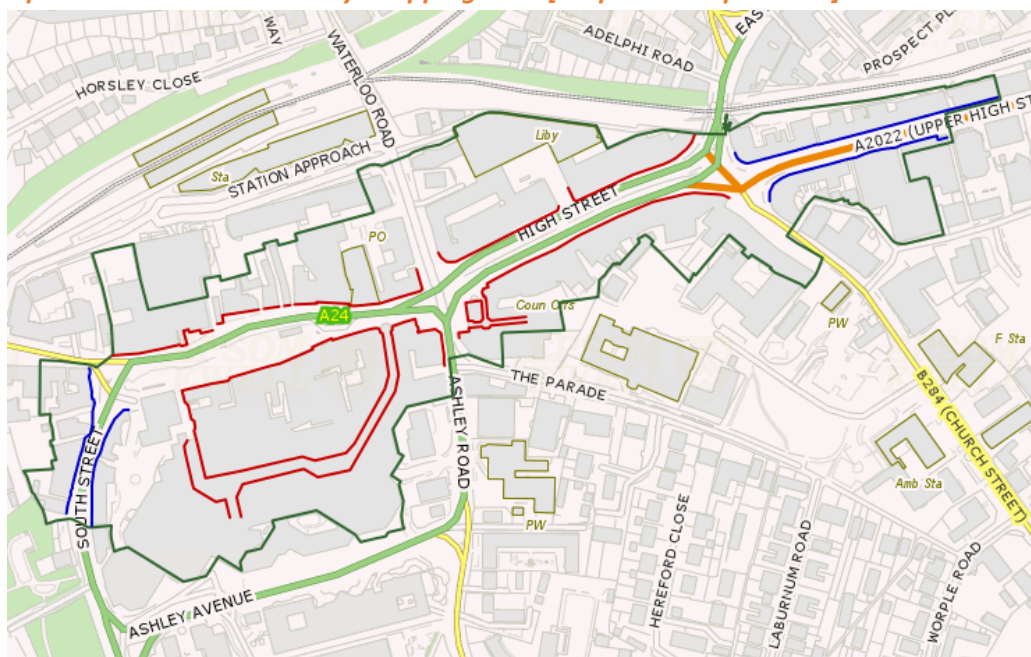 EAS
WAY
WATERLOO ROAD
ADELPHI ROAD
PROSPECT PL
HORSLEY CLOSE
A2022 (UPPER HIGH ST
Liby
STATION APPROACH
Sta
HIGH STREET
PO
Coun Offs
A24
PW
F Sta
THE PARADE
ASHLEY ROAD
B284 (CHURCH STREET)
SOUTH STREET
Amb Sta
PW
HEREFORD CLOSE
LABURNUM ROAD
WORPLE ROAD
ASHLEY AVENUE